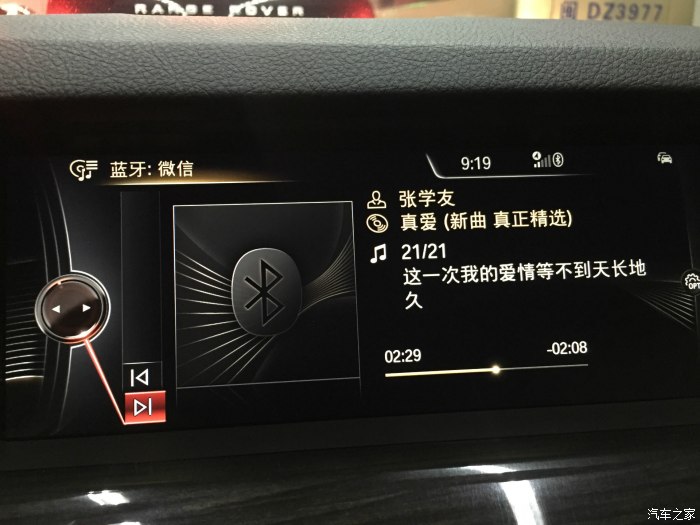 RANGE ROVER
DZ3977
蓝牙: 微信
9:19
张学友
真爱 (新曲 真正精选)
21/21
这一次我的爱情等不到天长地
久
OPT
02:29
-02:08
汽车之家